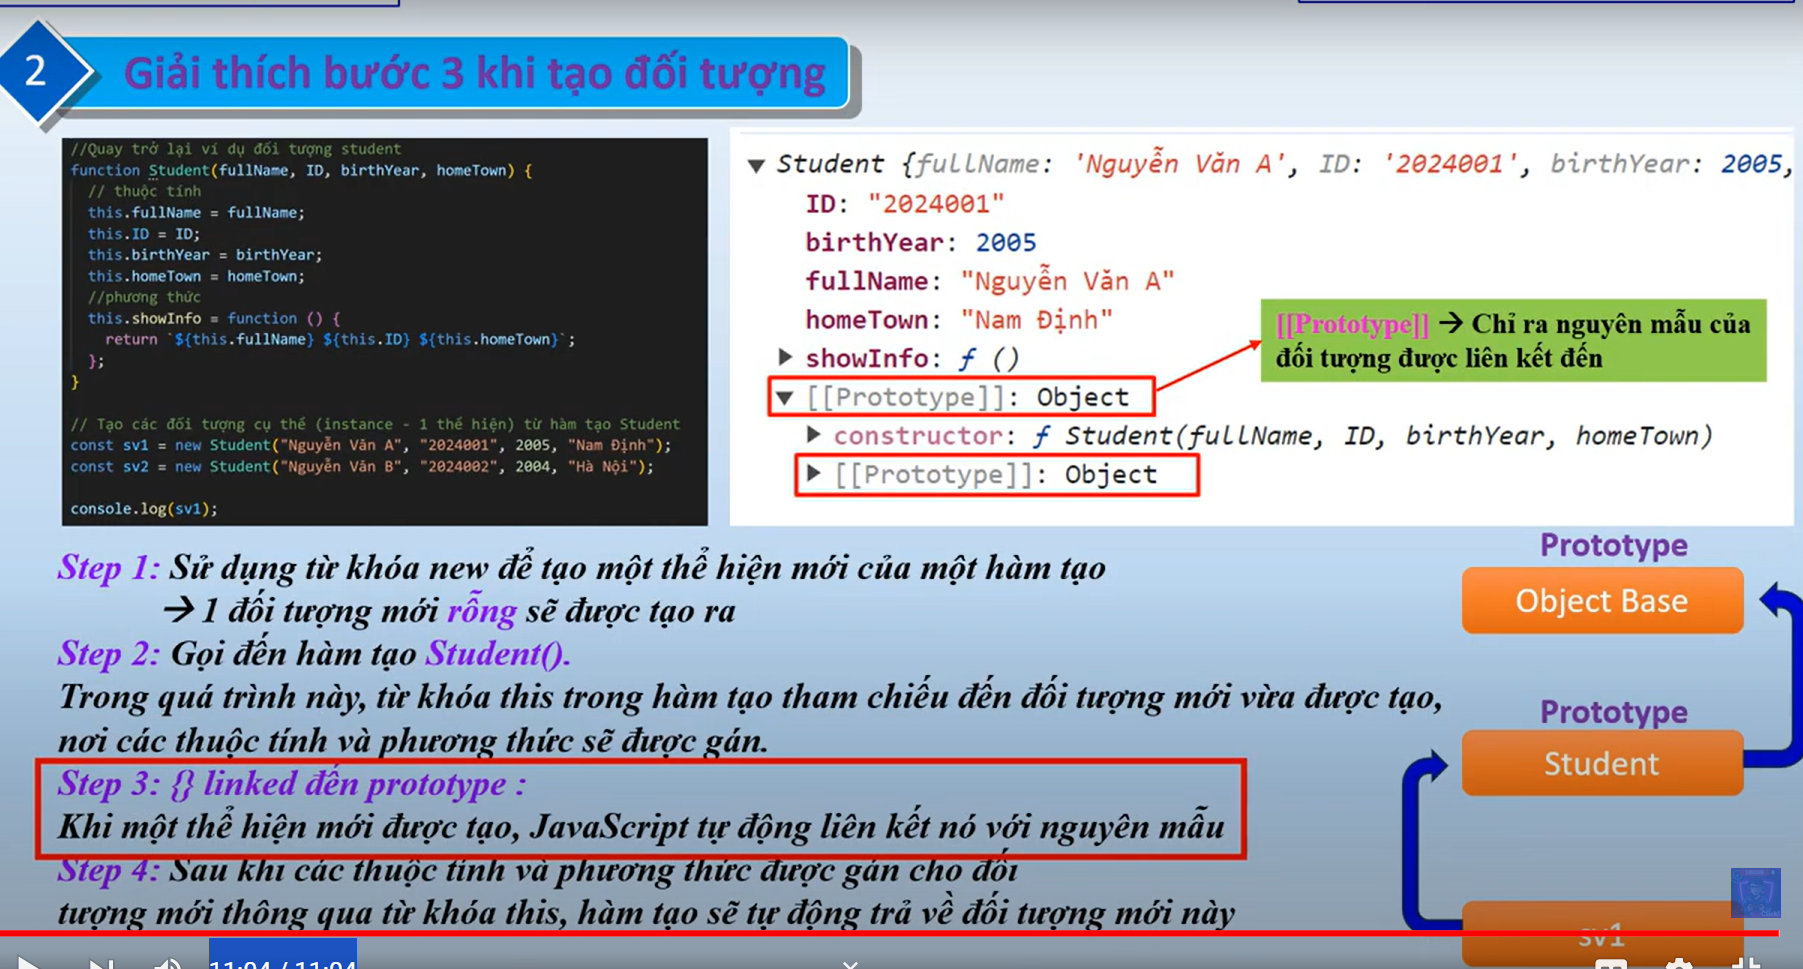 2
Giải thích bước 3 khi tạo đối tượng
//Quay trở lại ví dụ đối tượng student
function Student(fullName, ID, birthYear, homeTown) {
// thuộc tính
this.fullName = fullName;
this.ID = ID;
this.birthYear = birthYear;
this.homeTown = homeTown;
//phương thức
this.showInfo = function () {
return `${this.fullName} ${this.ID} ${this.homeTown}`;
};
}
// Tạo các đối tượng cụ thể (instance - 1 thể hiện) từ hàm tạo Student
const sv1 = new Student("Nguyễn Văn A", "2024001", 2005, "Nam Định");
const sv2 = new Student("Nguyễn Văn B", "2024002", 2004, "Hà Nội");
console.log(sv1);
▼ Student {fullName: 'Nguyễn Văn A', ID: '2024001', birthYear: 2005,
ID: "2024001"
birthYear: 2005
fullName: "Nguyễn Văn A"
homeTown: "Nam Định"
▶ showInfo: ƒ ()
▼ [[Prototype]]: Object
▶ constructor: ƒ Student(fullName, ID, birthYear, homeTown)
▶ [[Prototype]]: Object
[[Prototype]] → Chỉ ra nguyên mẫu của
đối tượng được liên kết đến
Step 1: Sử dụng từ khóa new để tạo một thể hiện mới của một hàm tạo
→ 1 đối tượng mới rỗng sẽ được tạo ra
Step 2: Gọi đến hàm tạo Student().
Trong quá trình này, từ khóa this trong hàm tạo tham chiếu đến đối tượng mới vừa được tạo,
nơi các thuộc tính và phương thức sẽ được gán.
Step 3: {} linked đến prototype :
Khi một thể hiện mới được tạo, JavaScript tự động liên kết nó với nguyên mẫu
Step 4: Sau khi các thuộc tính và phương thức được gán cho đối
tượng mới thông qua từ khóa this, hàm tạo sẽ tự động trả về đối tượng mới này
Prototype
Object Base
Prototype
Student
sv1
11:04 / 11:04